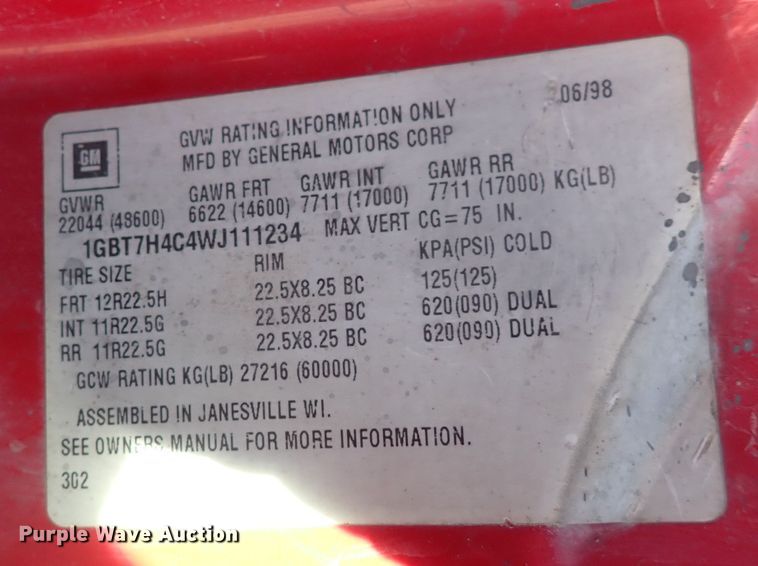 06/98
GM
GVW RATING INFORMATION ONLY
MFD BY GENERAL MOTORS CORP
GVWR GAWR FRT GAWR INT GAWR RR
22044 (48600) 6622 (14600) 7711 (17000) 7711 (17000) KG(LB)
1GBT7H4C4WJ111234 MAX VERT CG=75 IN.
TIRE SIZE RIM KPA(PSI) COLD
FRT 12R22.5H 22.5X8.25 BC 125(125)
INT 11R22.5G 22.5X8.25 BC 620(090) DUAL
RR 11R22.5G 22.5X8.25 BC 620(090) DUAL
GCW RATING KG(LB) 27216 (60000)
ASSEMBLED IN JANESVILLE WI.
SEE OWNERS MANUAL FOR MORE INFORMATION.
302
Purple Wave Auction